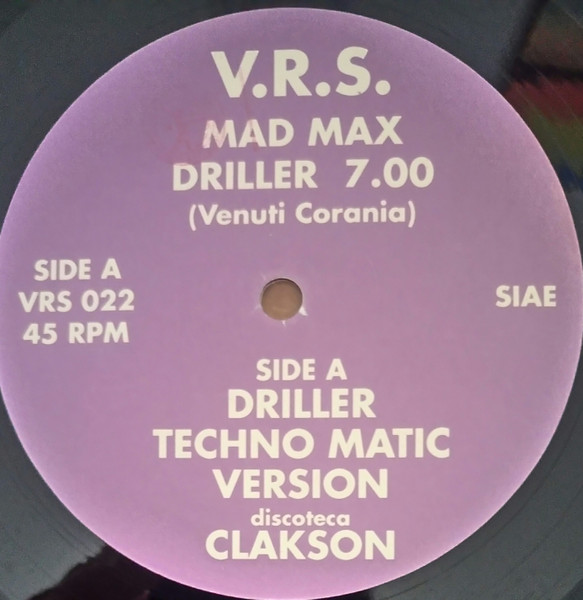 V.R.S.
MAD MAX
DRILLER 7.00
(Venuti Corania)
SIDE A
VRS 022
45 RPM
SIAE
SIDE A
DRILLER
TECHNO MATIC
VERSION
discoteca
CLAKSON